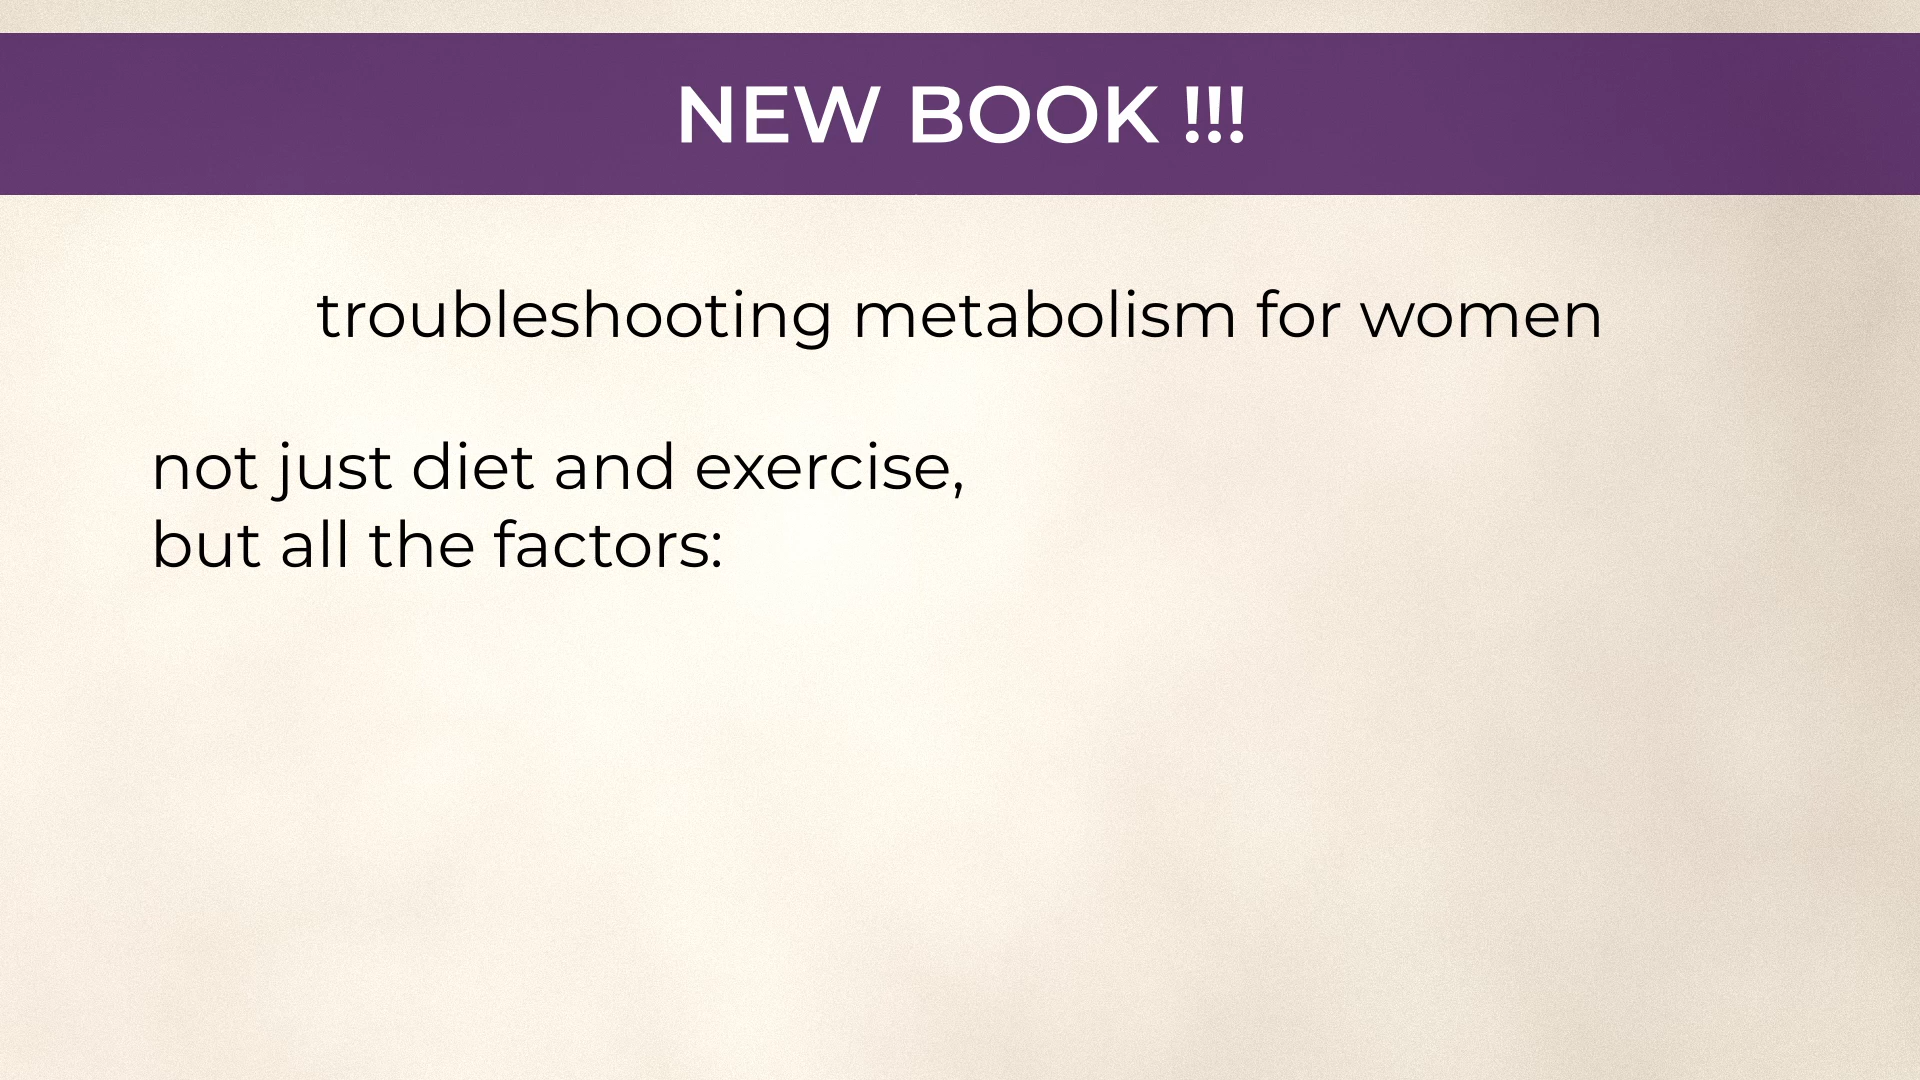 NEW BOOK !!!
troubleshooting metabolism for women
not just diet and exercise,
but all the factors: